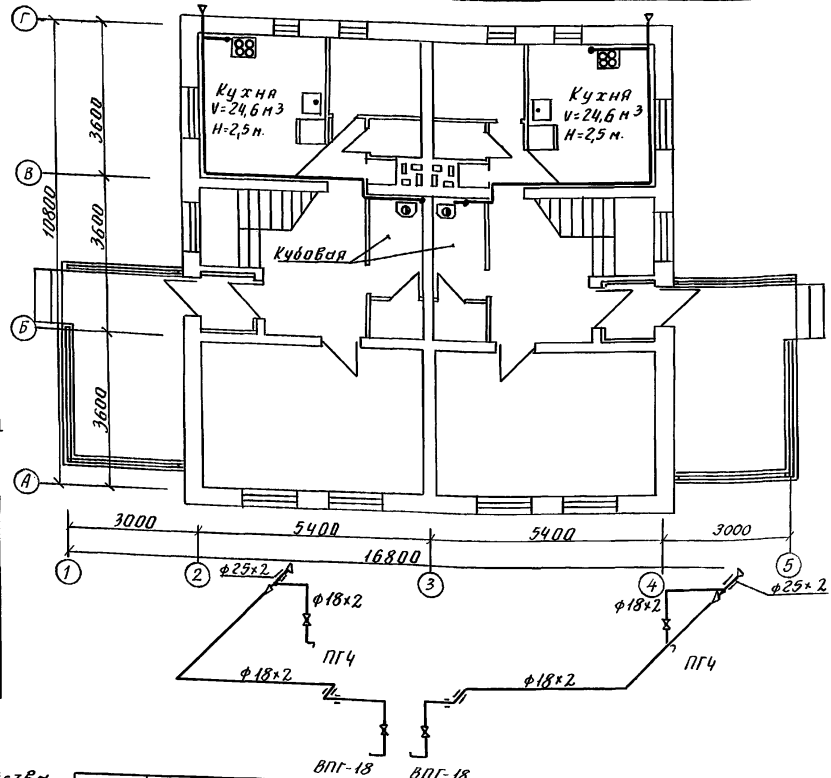 Г
Кухня
V=24,6 м³
H=2,5 м.
Кухня
V=24,6 м³
H=2,5 м.
3600
В
10800
3600
Кубовая
Б
3600
А
3000
5400
5400
3000
16800
1
2
3
4
5
ф25×2
ф18×2
ПГ4
ф18×2
ф25×2
ф18×2
ПГ4
ф18×2
ВПГ-18
ВПГ-18